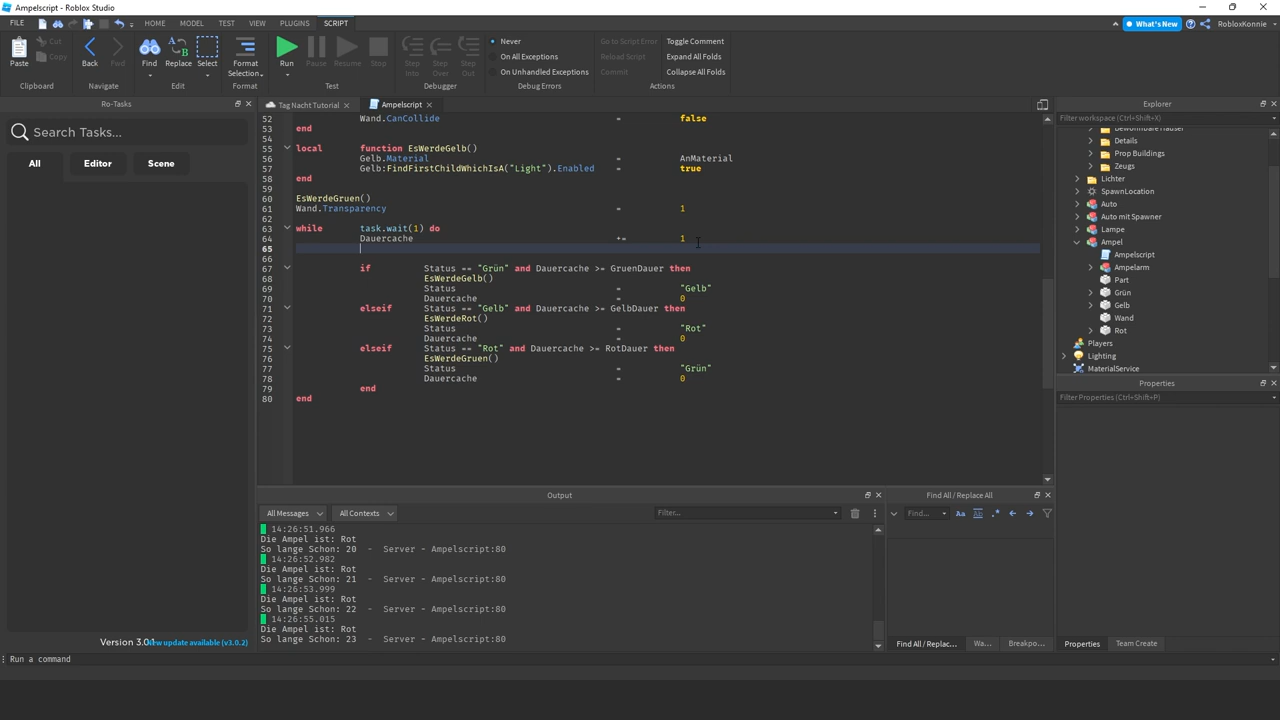 Ampelscript - Roblox Studio
FILE HOME MODEL TEST VIEW PLUGINS SCRIPT What's New RobloxKonnie
Paste Cut Copy Back Fwd Find Replace Select Format Selection Run Pause Resume Stop Step Into Step Over Step Out
Never
On All Exceptions
On Unhandled Exceptions
Go to Script Error
Reload Script
Commit
Toggle Comment
Expand All Folds
Collapse All Folds
Clipboard Navigate Edit Format Test Debugger Debug Errors Actions
Ro-Tasks
Search Tasks...
All Editor Scene
Version 3.0
New update available (v3.0.2)
Tag Nacht Tutorial Ampelscript
52 Wand.CanCollide = false
53 end
54
55 local function EsWerdeGelb()
56 Gelb.Material = AnMaterial
57 Gelb:FindFirstChildWhichIsA("Light").Enabled = true
58 end
59
60 EsWerdeGruen()
61 Wand.Transparency = 1
62
63 while task.wait(1) do
64 Dauercache += 1
65
66
67 if Status == "Grün" and Dauercache >= GruenDauer then
68 EsWerdeGelb()
69 Status = "Gelb"
70 Dauercache = 0
71 elseif Status == "Gelb" and Dauercache >= GelbDauer then
72 EsWerdeRot()
73 Status = "Rot"
74 Dauercache = 0
75 elseif Status == "Rot" and Dauercache >= RotDauer then
76 EsWerdeGruen()
77 Status = "Grün"
78 Dauercache = 0
79 end
80 end
Output
All Messages All Contexts Filter...
14:26:51.966
Die Ampel ist: Rot
So lange Schon: 20 - Server - Ampelscript:80
14:26:52.982
Die Ampel ist: Rot
So lange Schon: 21 - Server - Ampelscript:80
14:26:53.999
Die Ampel ist: Rot
So lange Schon: 22 - Server - Ampelscript:80
14:26:55.015
Die Ampel ist: Rot
So lange Schon: 23 - Server - Ampelscript:80
Find All / Replace All
Find...
Find All / Replac... Wa... Breakpo...
Explorer
Filter workspace (Ctrl+Shift+X)
Details
Prop Buildings
Zeugs
Lichter
SpawnLocation
Auto
Auto mit Spawner
Lampe
Ampel
Ampelscript
Ampelarm
Part
Grün
Gelb
Wand
Rot
Players
Lighting
MaterialService
Properties
Filter Properties (Ctrl+Shift+P)
Properties Team Create
Run a command